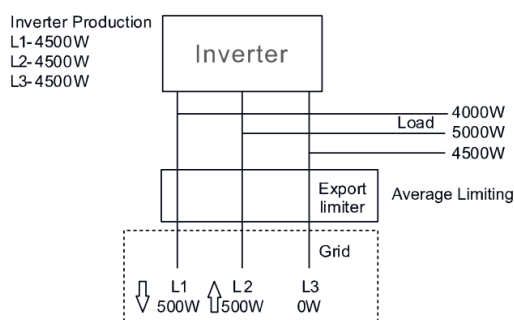 Inverter Production
L1-4500W
L2-4500W
L3-4500W
Inverter
4000W
Load
5000W
4500W
Export
limiter
Average Limiting
Grid
L1 L2 L3
500W 500W 0W